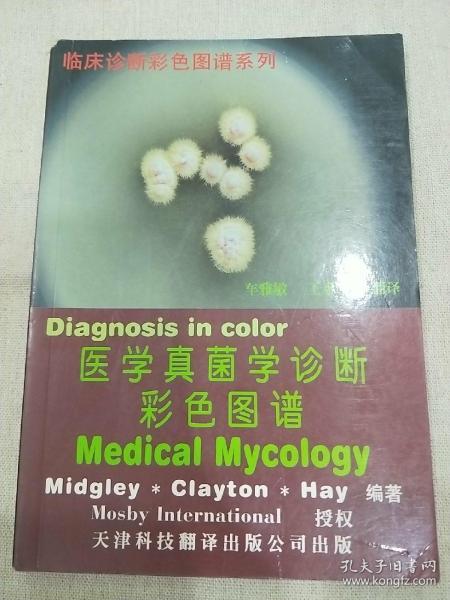 临床诊断彩色图谱系列
车雅敏
译
Diagnosis in color
医学真菌学诊断
彩色图谱
Medical Mycology
Midgley * Clayton * Hay 编著
Mosby International 授权
天津科技翻译出版公司出版
孔夫子旧书网
www.kongfz.com